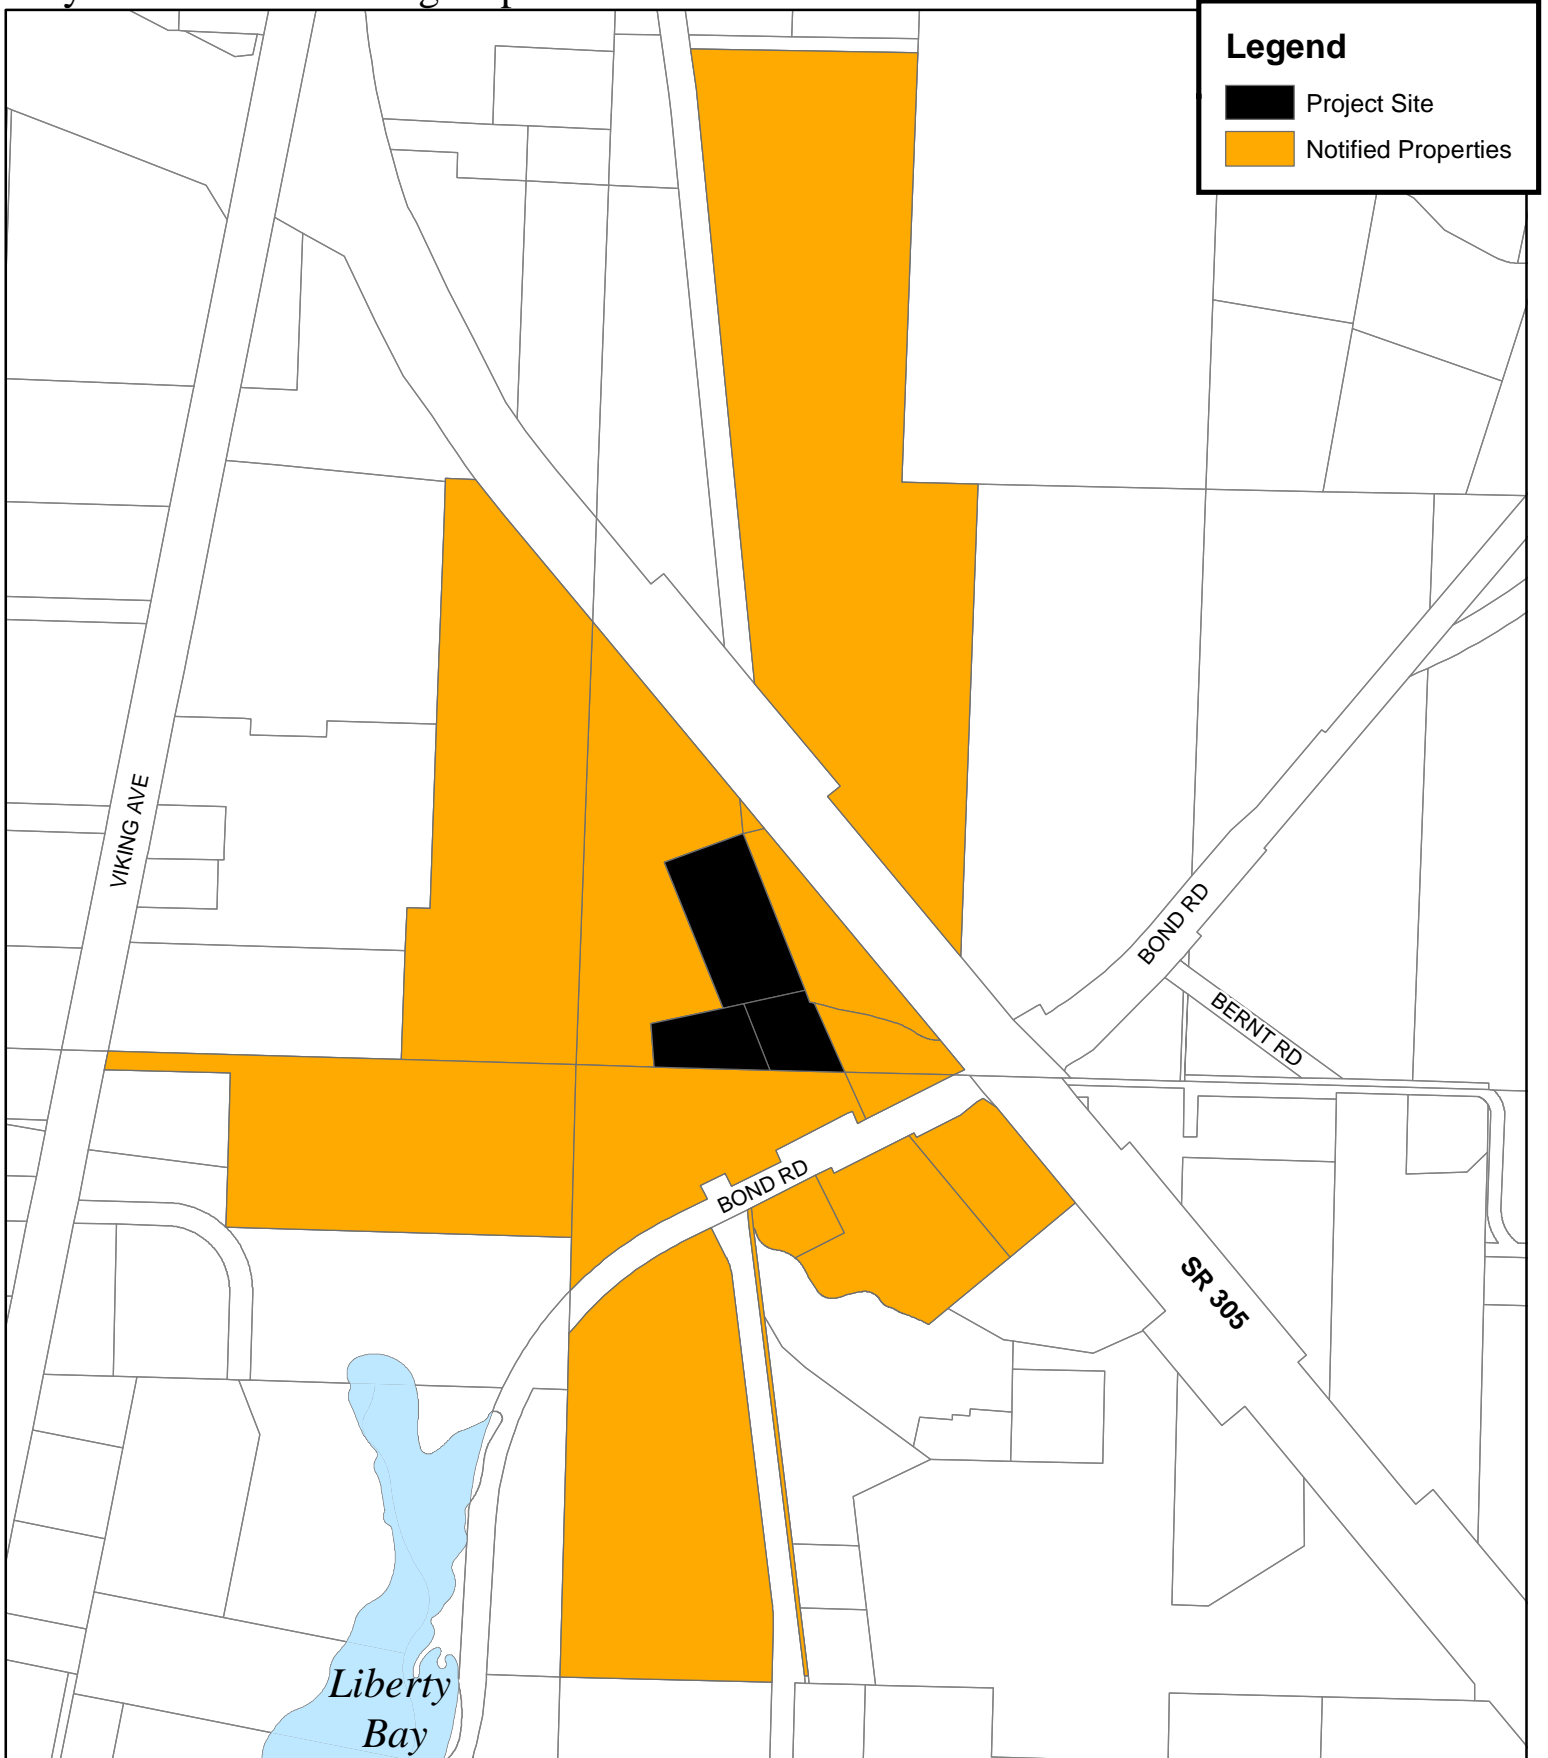 Legend
Project Site
Notified Properties
VIKING AVE
BOND RD
BERNT RD
BOND RD
SR 305
Liberty
Bay